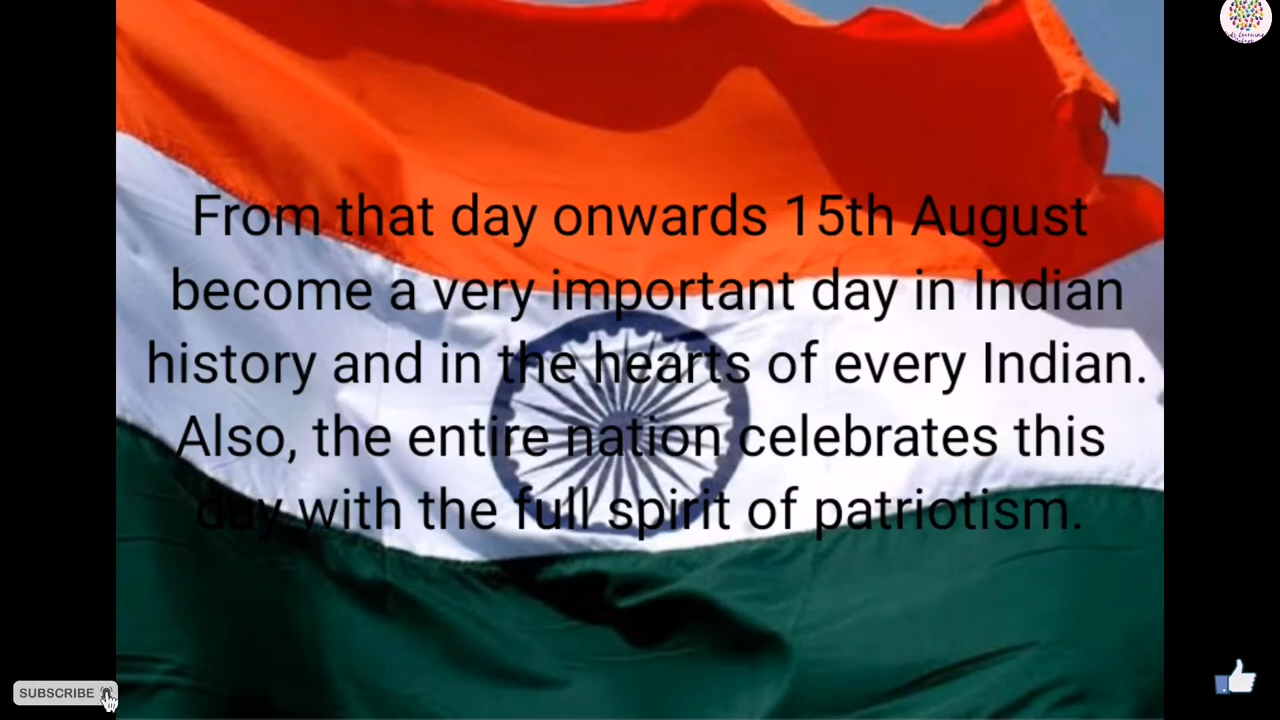 From that day onwards 15th August
become a very important day in Indian
history and in the hearts of every Indian.
Also, the entire nation celebrates this
day with the full spirit of patriotism.
SUBSCRIBE